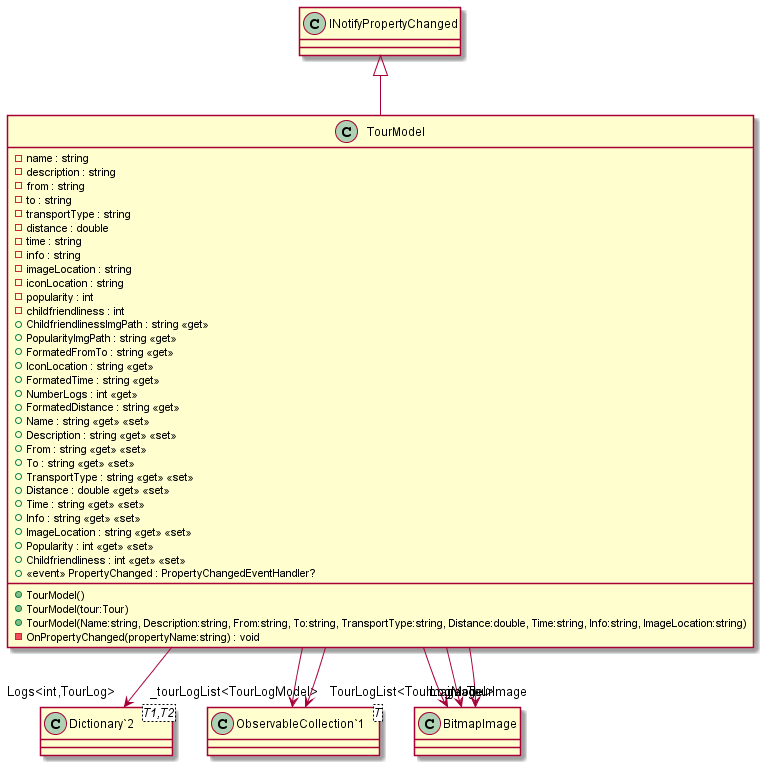 C INotifyPropertyChanged
C TourModel
name : string
description : string
from : string
to : string
transportType : string
distance : double
time : string
info : string
imageLocation : string
iconLocation : string
popularity : int
childfriendliness : int
ChildfriendlinessImgPath : string «get»
PopularityImgPath : string «get»
FormatedFromTo : string «get»
IconLocation : string «get»
FormatedTime : string «get»
NumberLogs : int «get»
FormatedDistance : string «get»
Name : string «get» «set»
Description : string «get» «set»
From : string «get» «set»
To : string «get» «set»
TransportType : string «get» «set»
Distance : double «get» «set»
Time : string «get» «set»
Info : string «get» «set»
ImageLocation : string «get» «set»
Popularity : int «get» «set»
Childfriendliness : int «get» «set»
«event» PropertyChanged : PropertyChangedEventHandler?
TourModel()
TourModel(tour:Tour)
TourModel(Name:string, Description:string, From:string, To:string, TransportType:string, Distance:double, Time:string, Info:string, ImageLocation:string)
OnPropertyChanged(propertyName:string) : void
Logs<int,TourLog> _tourLogList<TourLogModel>
C Dictionary`2 T1,T2
C ObservableCollection`1 T
C BitmapImage